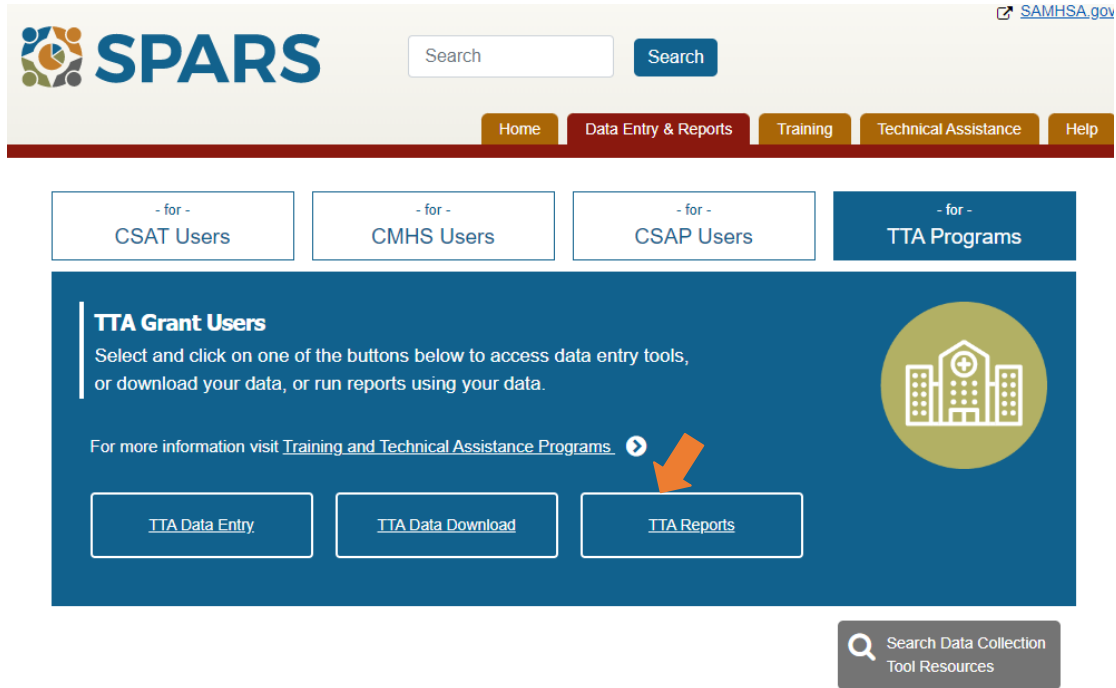 SAMHSA.gov
SPARS
Search
Search
Home
Data Entry & Reports
Training
Technical Assistance
Help
- for -
CSAT Users
- for -
CMHS Users
- for -
CSAP Users
- for -
TTA Programs
TTA Grant Users
Select and click on one of the buttons below to access data entry tools,
or download your data, or run reports using your data.
For more information visit Training and Technical Assistance Programs
TTA Data Entry
TTA Data Download
TTA Reports
Search Data Collection
Tool Resources